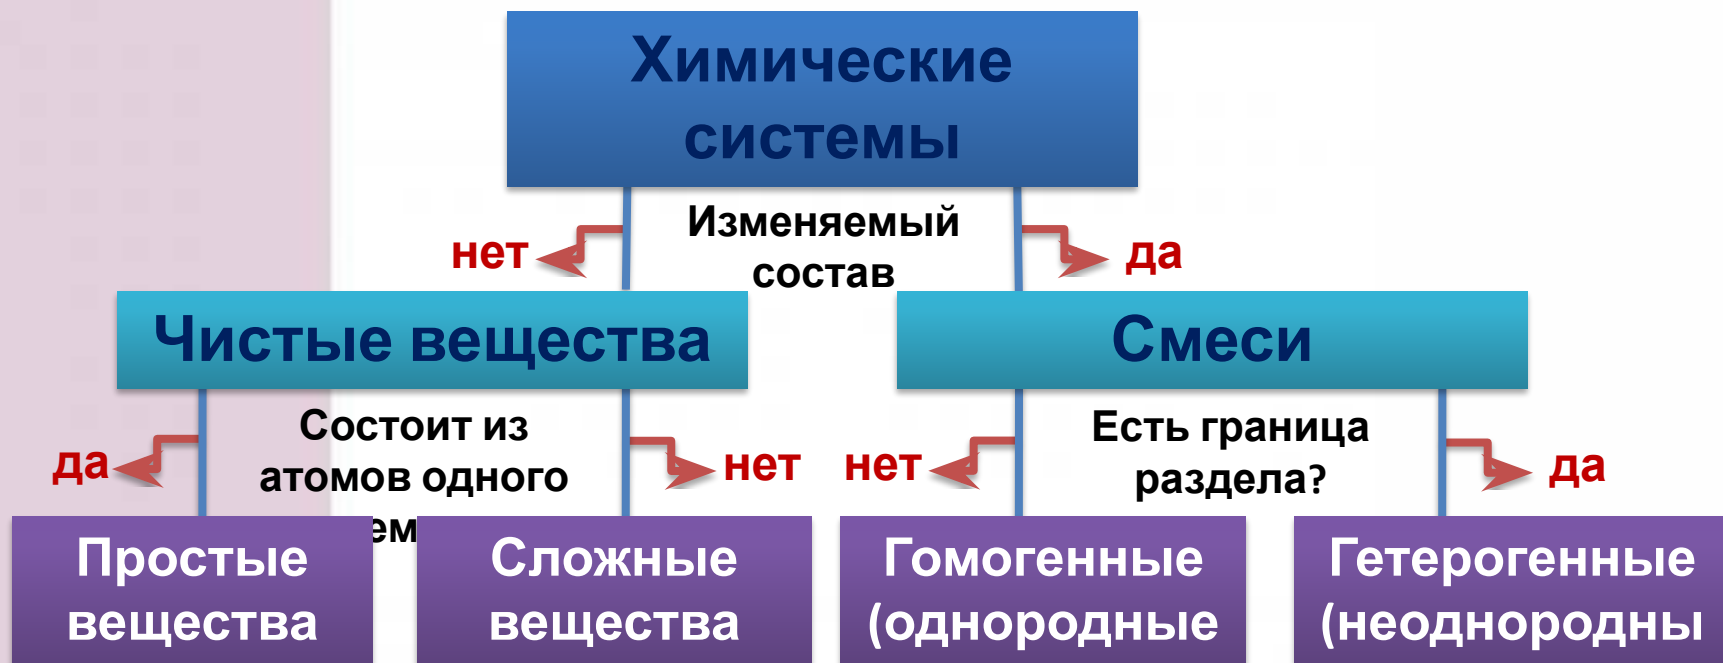 Химические
системы
Изменяемый
состав
нет
да
Чистые вещества
Смеси
Состоит из
атомов одного
ем
да
нет
Есть граница
раздела?
нет
да
Простые
вещества
Сложные
вещества
Гомогенные
(однородные
Гетерогенные
(неоднородны